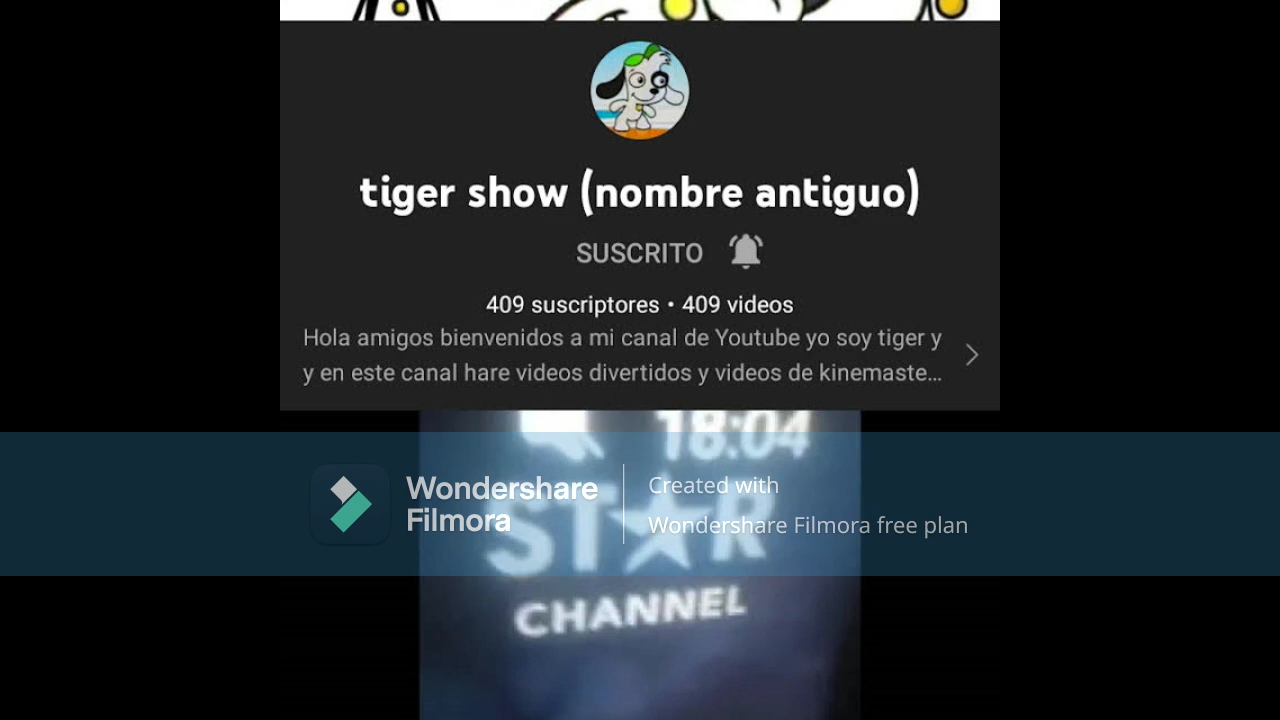 tiger show (nombre antiguo)
SUSCRITO
409 suscriptores • 409 videos
Hola amigos bienvenidos a mi canal de Youtube yo soy tiger y
y en este canal hare videos divertidos y videos de kinemaste...
18:04
Wondershare
Filmora
Created with
Wondershare Filmora free plan
ST★R
CHANNEL